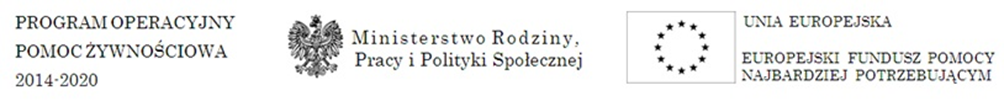 PROGRAM OPERACYJNY
POMOC ŻYWNOŚCIOWA
2014-2020
Ministerstwo Rodziny,
Pracy i Polityki Społecznej
UNIA EUROPEJSKA
EUROPEJSKI FUNDUSZ POMOCY
NAJBARDZIEJ POTRZEBUJĄCYM